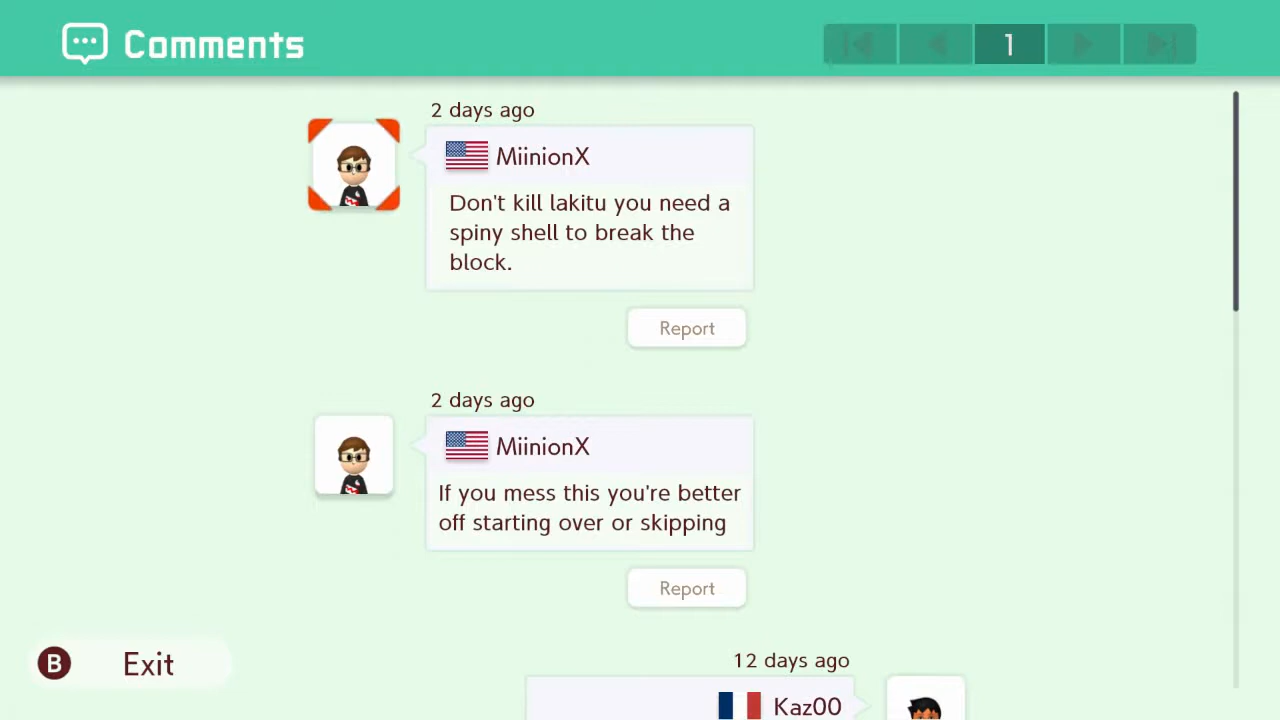 Comments
1
2 days ago
MiinionX
Don't kill lakitu you need a
spiny shell to break the
block.
Report
2 days ago
MiinionX
If you mess this you're better
off starting over or skipping
Report
12 days ago
Kaz00
B Exit